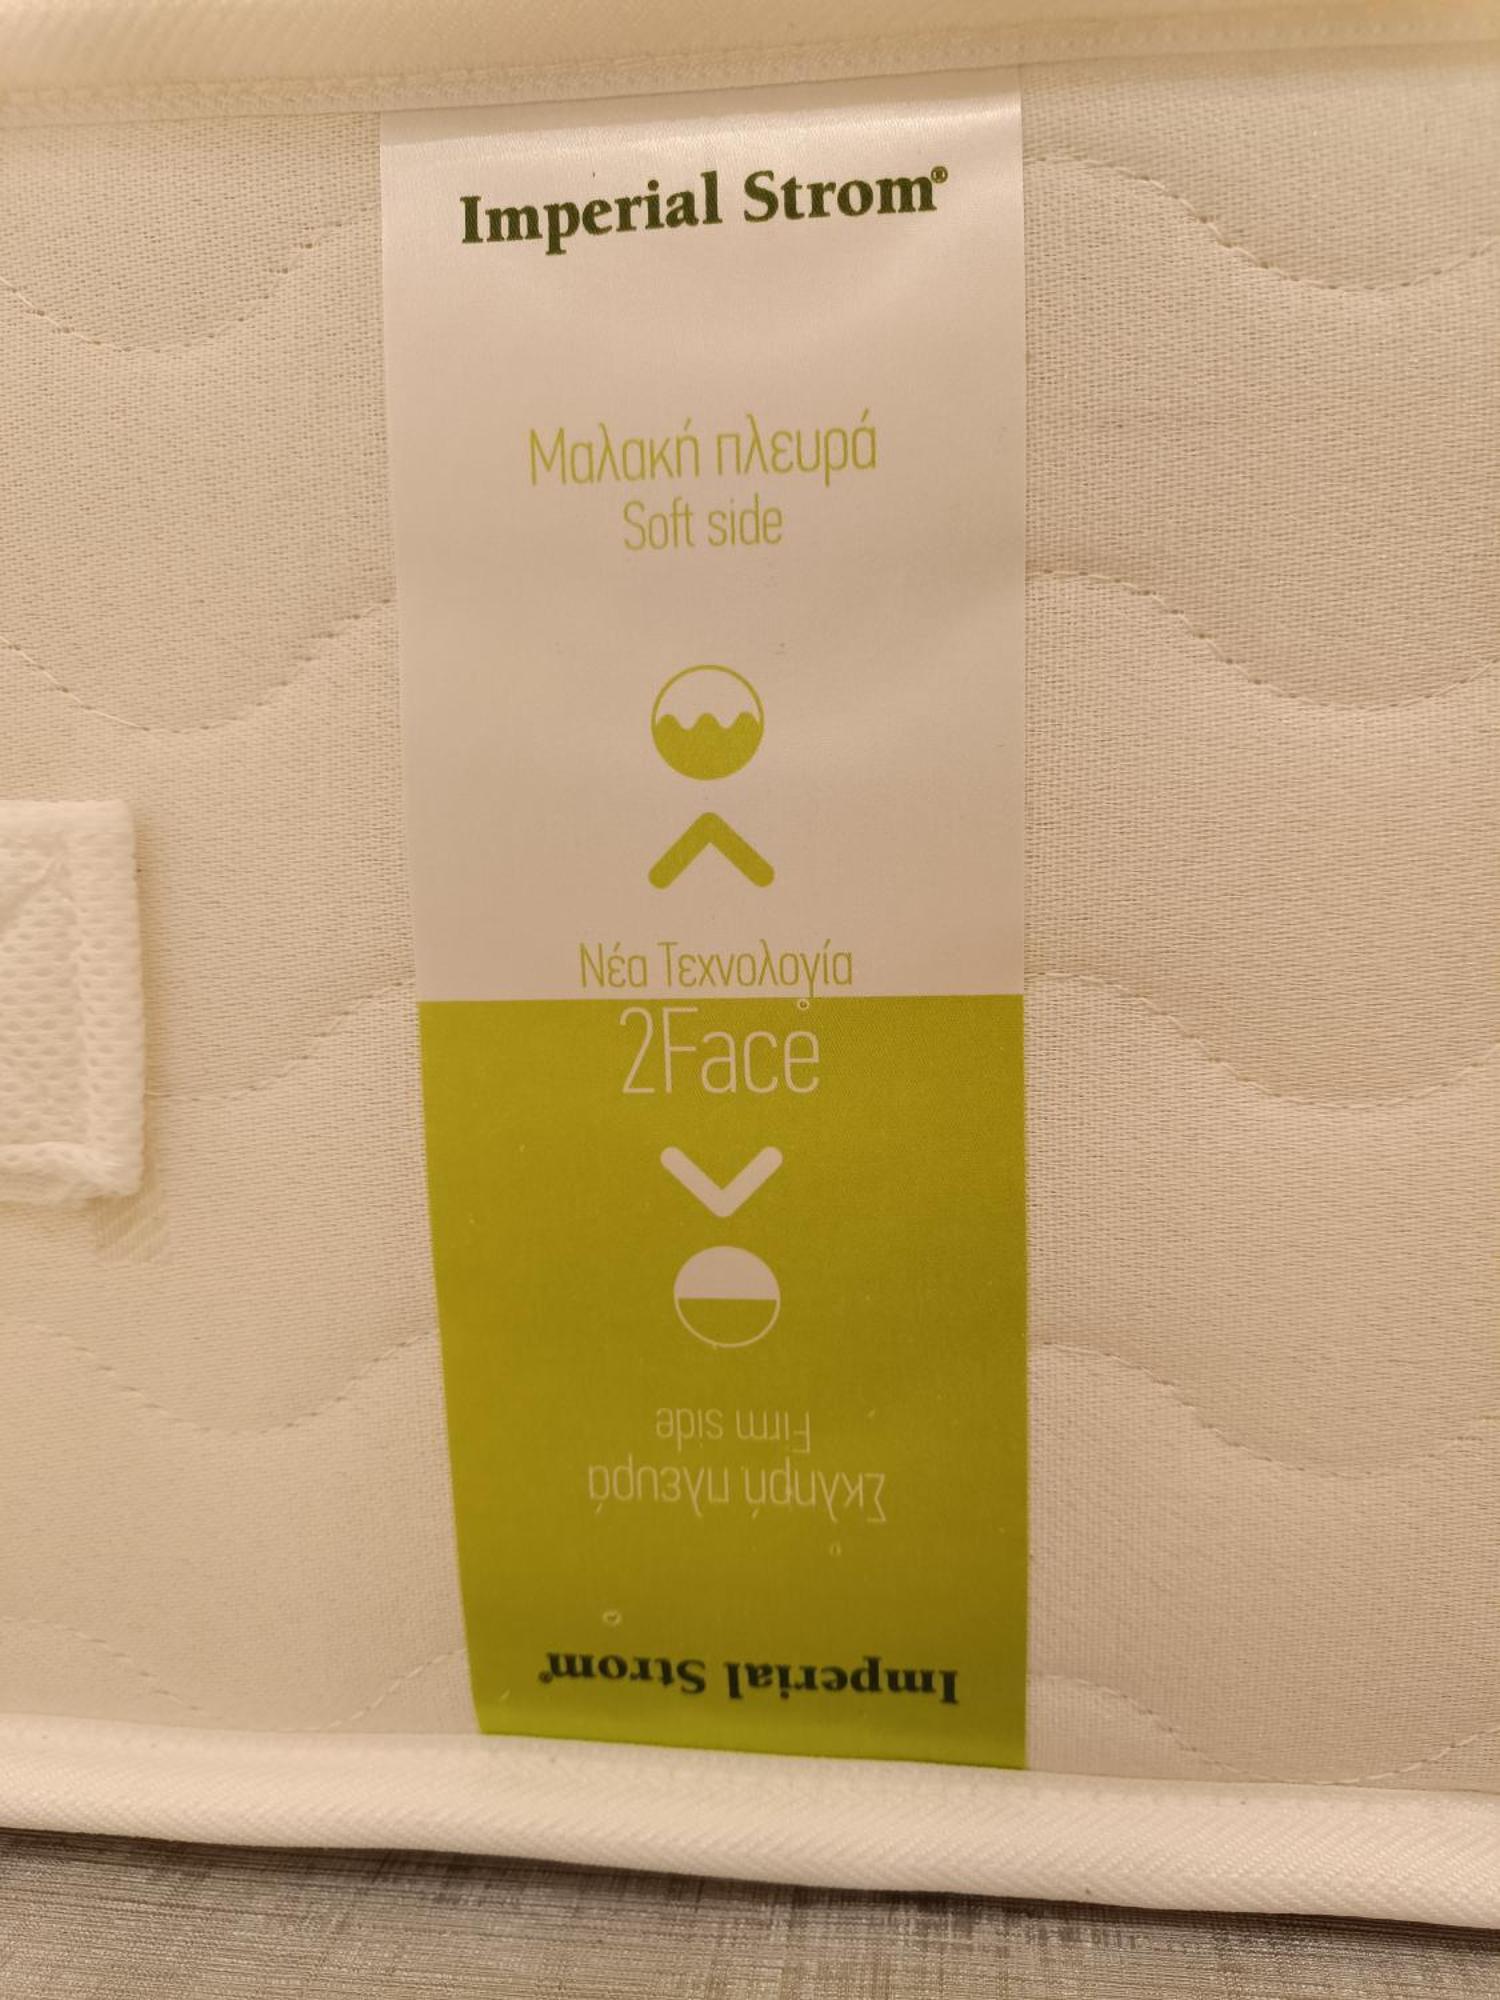 Imperial Strom®
Μαλακή πλευρά
Soft side
Νέα Τεχνολογία
2Face
Firm side
Σκληρή πλευρά
Imperial Strom®